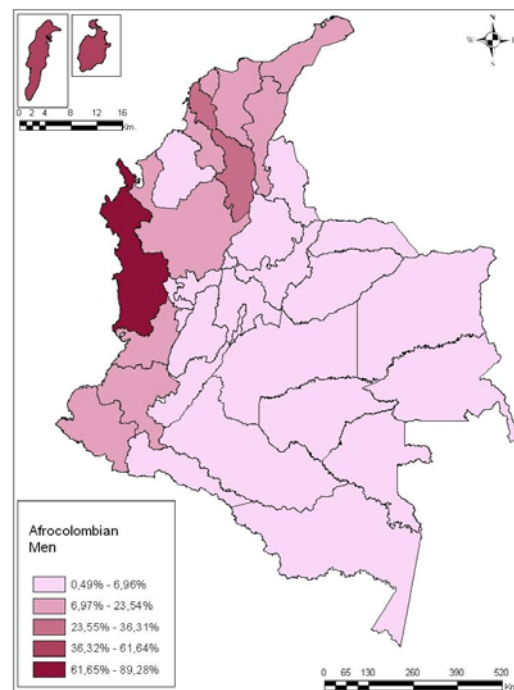 N
W E
S
0 2 4 8 12 16
Km.
Afrocolombian
Men
0,49% - 6,96%
6,97% - 23,54%
23,55% - 36,31%
36,32% - 61,64%
61,65% - 89,28%
0 65 130 260 390 520
Km